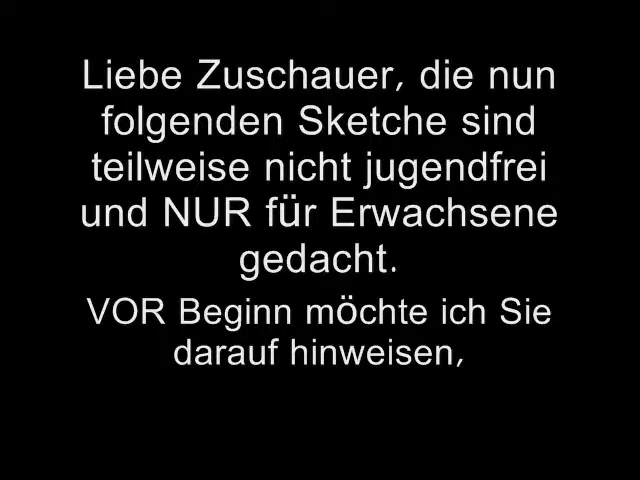 Liebe Zuschauer, die nun
folgenden Sketche sind
teilweise nicht jugendfrei
und NUR für Erwachsene
gedacht.
VOR Beginn möchte ich Sie
darauf hinweisen,